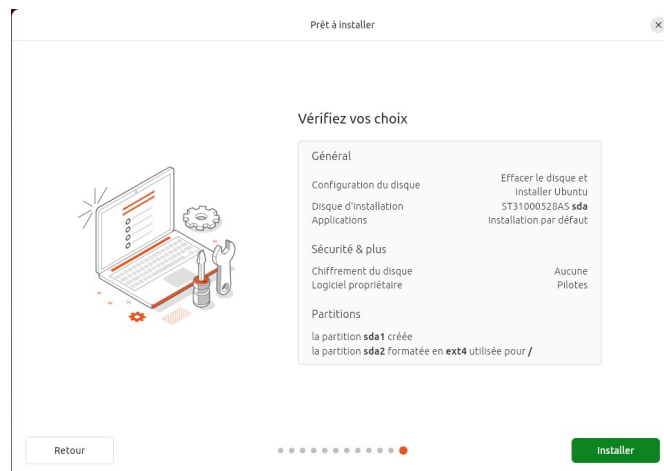 Prêt à installer
Vérifiez vos choix
Général
Configuration du disque Effacer le disque et
installer Ubuntu
Disque d'Installation ST31000528AS sda
Applications Installation par défaut
Sécurité & plus
Chiffrement du disque Aucune
Logiciel propriétaire Pilotes
Partitions
la partition sda1 créée
la partition sda2 formatée en ext4 utilisée pour /
Retour Installer